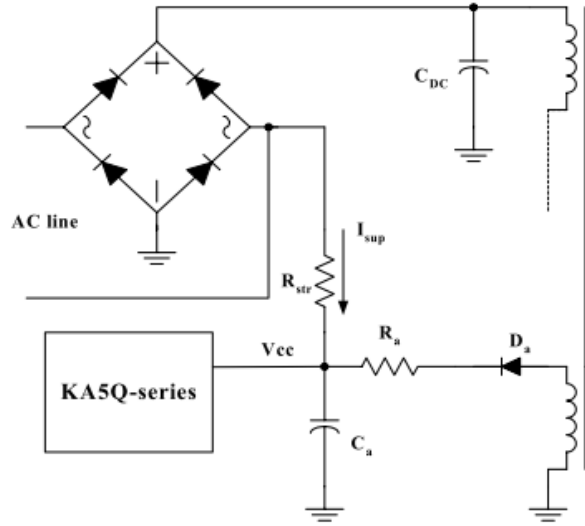 C_DC
AC line
I_sup
R_str
Vcc
R_a
D_a
KA5Q-series
C_a